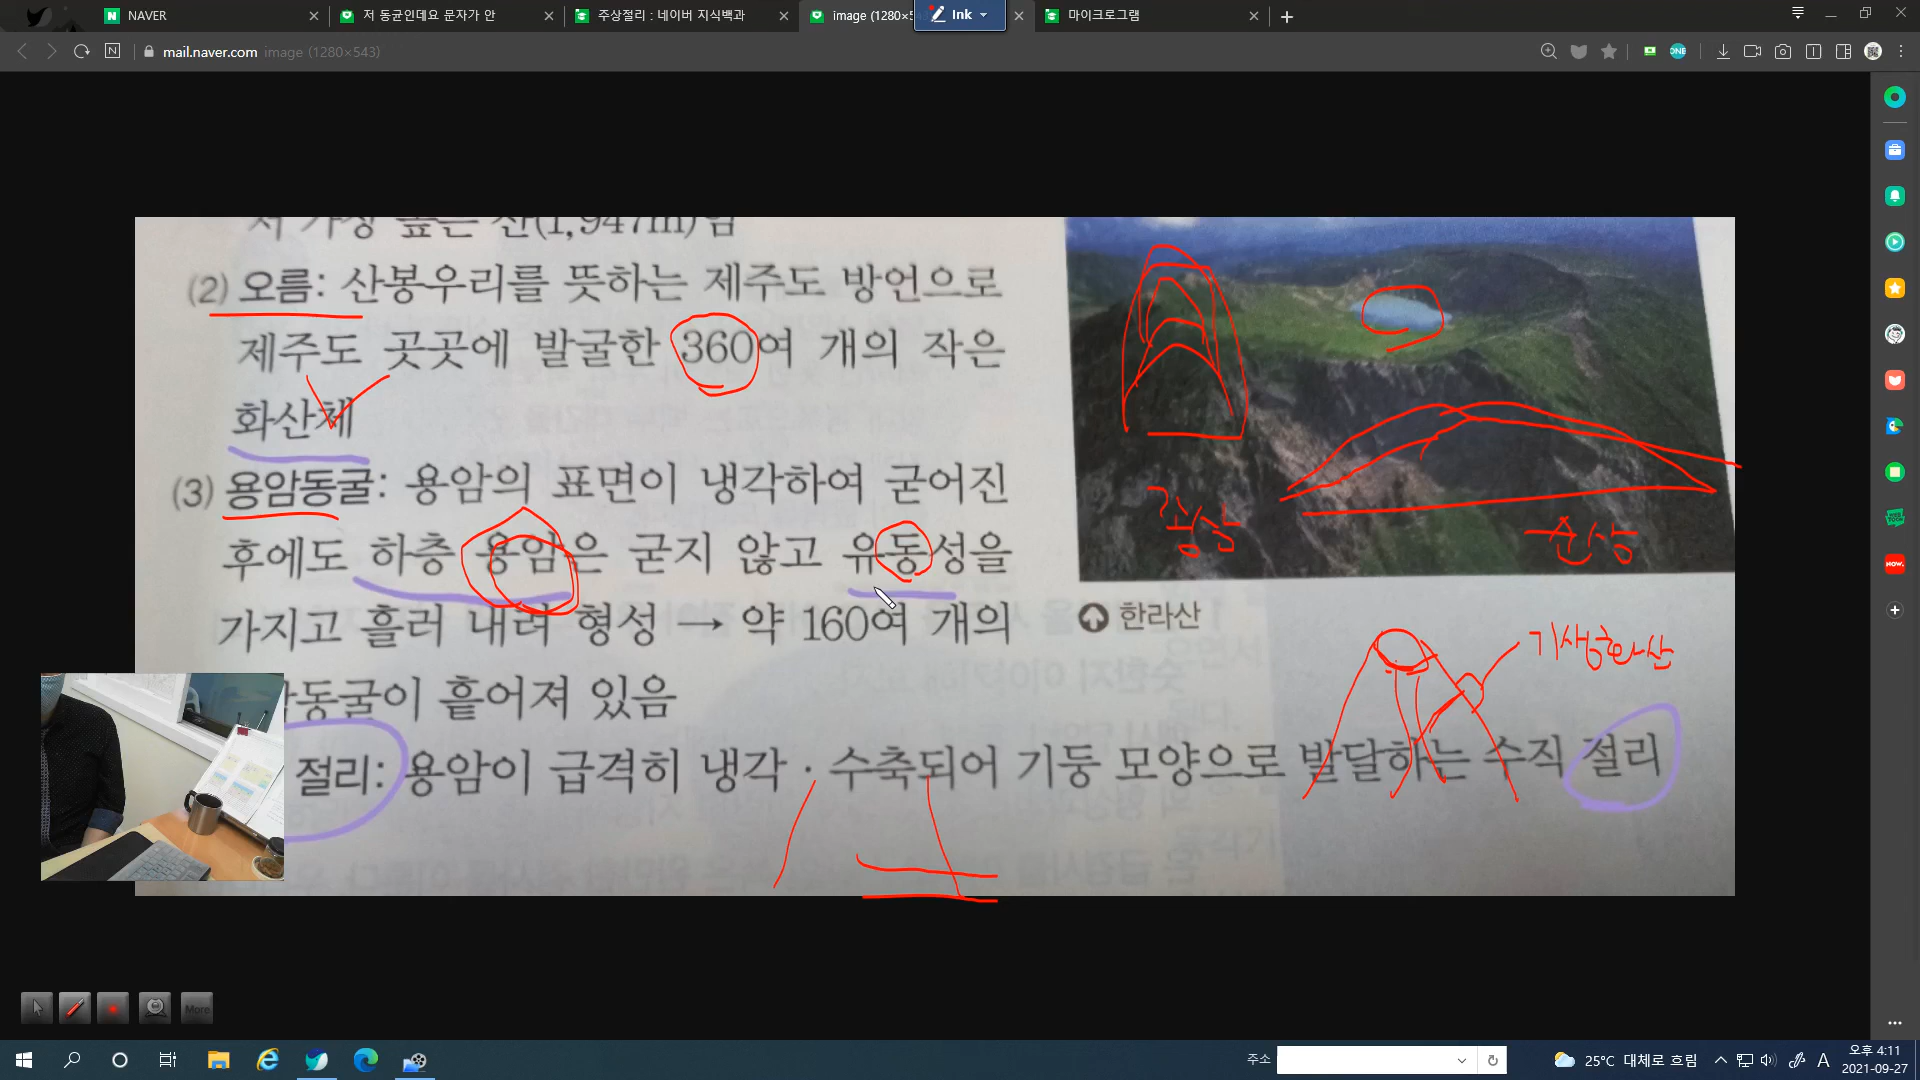 NAVER
저 동균인데요 문자가 안
주상절리 : 네이버 지식백과
image (1280×5
Ink
마이크로그램
N
mail.naver.com image (1280×543)
ONE
(2) 오름: 산봉우리를 뜻하는 제주도 방언으로
제주도 곳곳에 발굴한 360여 개의 작은
화산체
(3) 용암동굴: 용암의 표면이 냉각하여 굳어진
후에도 하층 용암은 굳지 않고 유동성을
가지고 흘러 내려 형성 → 약 160여 개의
동굴이 흩어져 있음
절리: 용암이 급격히 냉각·수축되어 기둥 모양으로 발달하는 수직 절리
순상
한라산
기생화산
WEB
TOON
NOW.
More
주소
25°C 대체로 흐림
A
오후 4:11
2021-09-27